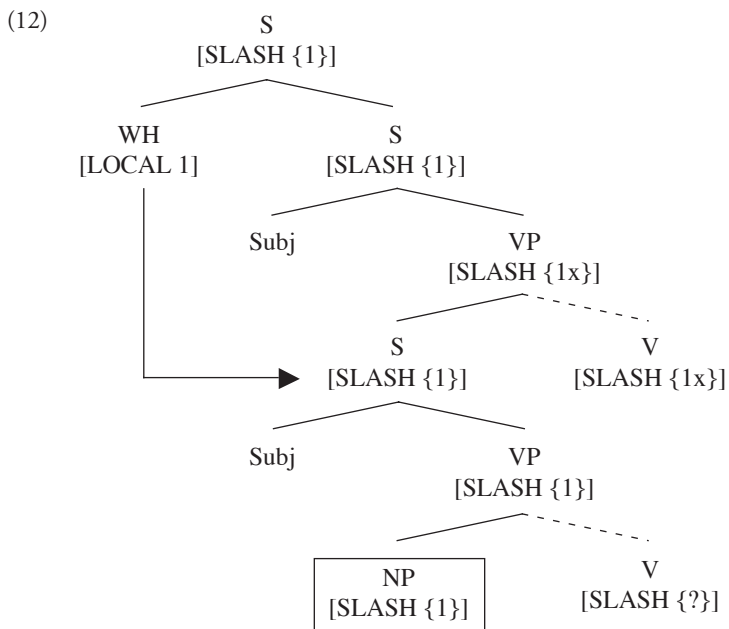 (12)
S
[SLASH {1}]
WH S
[LOCAL 1] [SLASH {1}]
Subj VP
[SLASH {1x}]
S V
[SLASH {1}] [SLASH {1x}]
Subj VP
[SLASH {1}]
NP V
[SLASH {1}] [SLASH {?}]